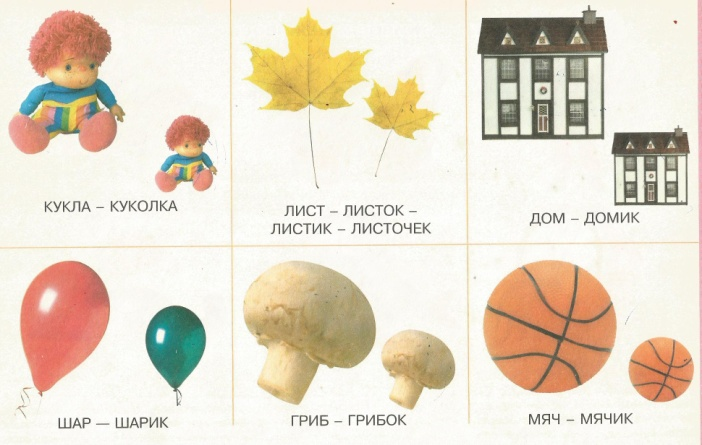 КУКЛА – КУКОЛКА
ЛИСТ – ЛИСТОК –
ЛИСТИК – ЛИСТОЧЕК
ДОМ – ДОМИК
ШАР — ШАРИК
ГРИБ – ГРИБОК
МЯЧ – МЯЧИК